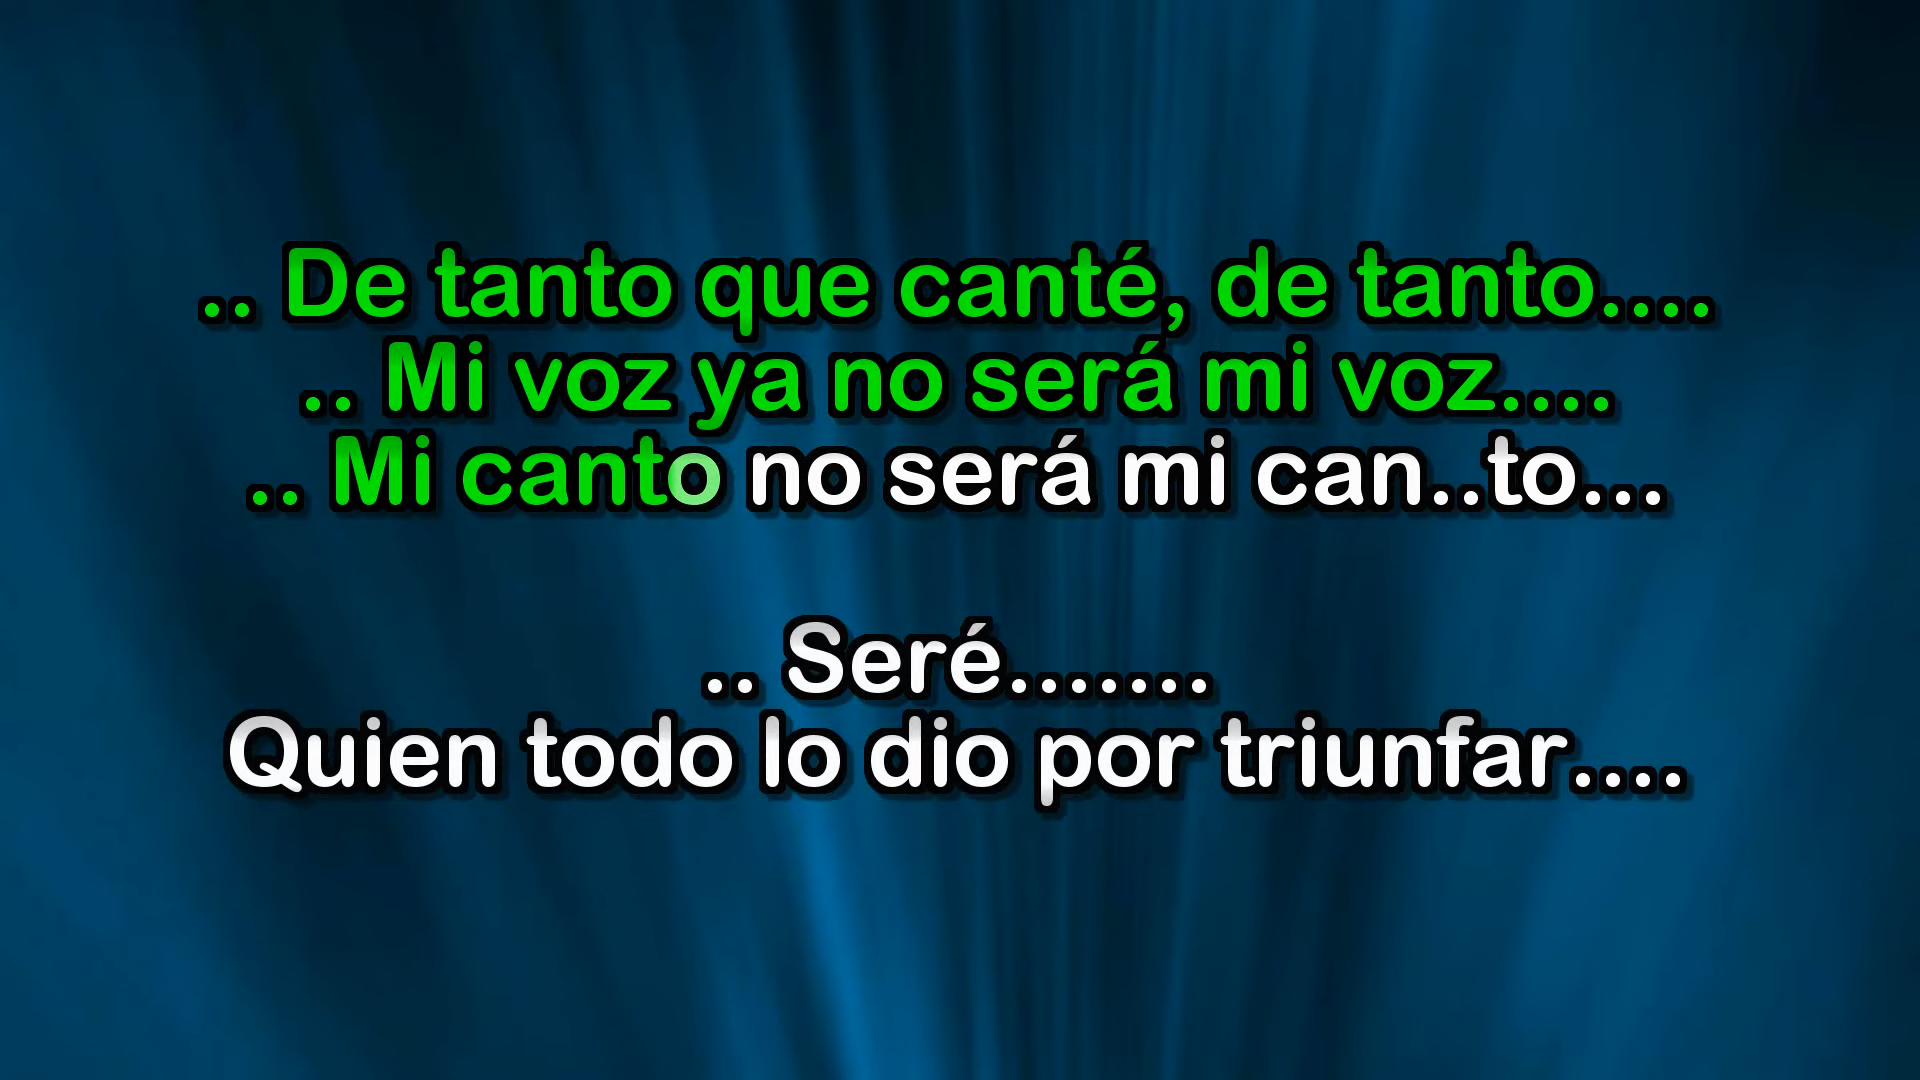 .. De tanto que canté, de tanto....
.. Mi voz ya no será mi voz....
.. Mi canto no será mi can..to...
.. Seré.......
Quien todo lo dio por triunfar....